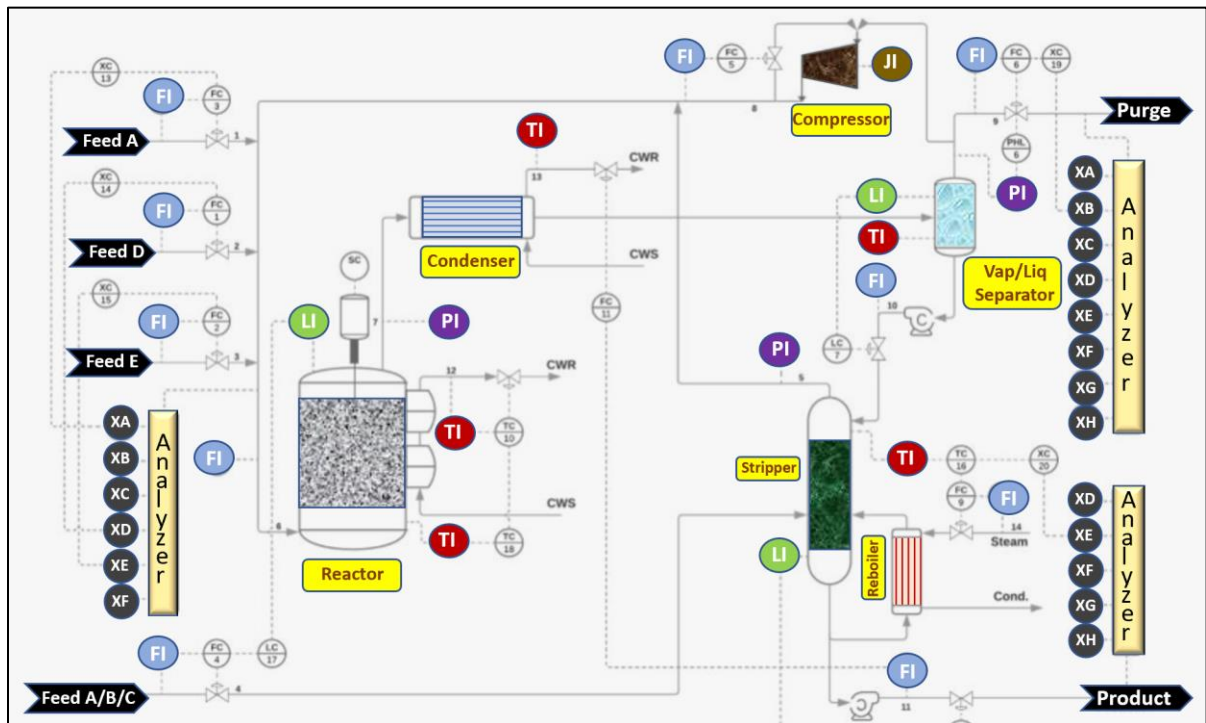 XC
13
FI
FC
3
Feed A
1
XC
14
FI
FC
1
Feed D
2
XC
15
FI
FC
2
Feed E
3
XA
XB
XC
XD
XE
XF
Analyzer
FI
6
FI
FC
4
LC
17
Feed A/B/C
4
SC
LI
7
PI
Reactor
12
CWR
TI
TC
10
CWS
TI
TC
18
Condenser
TI
13
CWR
CWS
FC
11
FI
FC
5
JI
Compressor
8
FI
FC
6
XC
19
Purge
9
PHL
6
PI
LI
TI
FI
Vap/Liq
Separator
10
C
LC
7
PI
5
Stripper
TI
TC
16
XC
20
FC
9
FI
14
Steam
LI
Reboiler
Cond.
FI
11
Product
XA
XB
XC
XD
XE
XF
XG
XH
Analyzer
XD
XE
XF
XG
XH
Analyzer